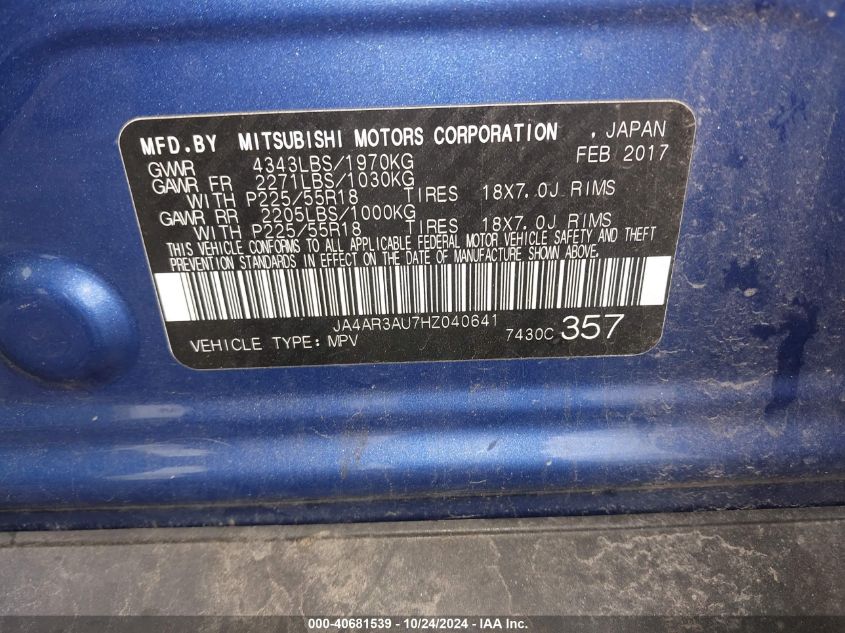 MFD.BY MITSUBISHI MOTORS CORPORATION , JAPAN
GVWR 4343LBS/1970KG FEB 2017
GAWR FR 2271LBS/1030KG
WITH P225/55R18 TIRES 18X7.0J RIMS
GAWR RR 2205LBS/1000KG
WITH P225/55R18 TIRES 18X7.0J RIMS
THIS VEHICLE CONFORMS TO ALL APPLICABLE FEDERAL MOTOR VEHICLE SAFETY AND THEFT
PREVENTION STANDARDS IN EFFECT ON THE DATE OF MANUFACTURE SHOWN ABOVE.
JA4AR3AU7HZ040641
VEHICLE TYPE:MPV 7430C 357
000-40681539 - 10/24/2024 - IAAI.com